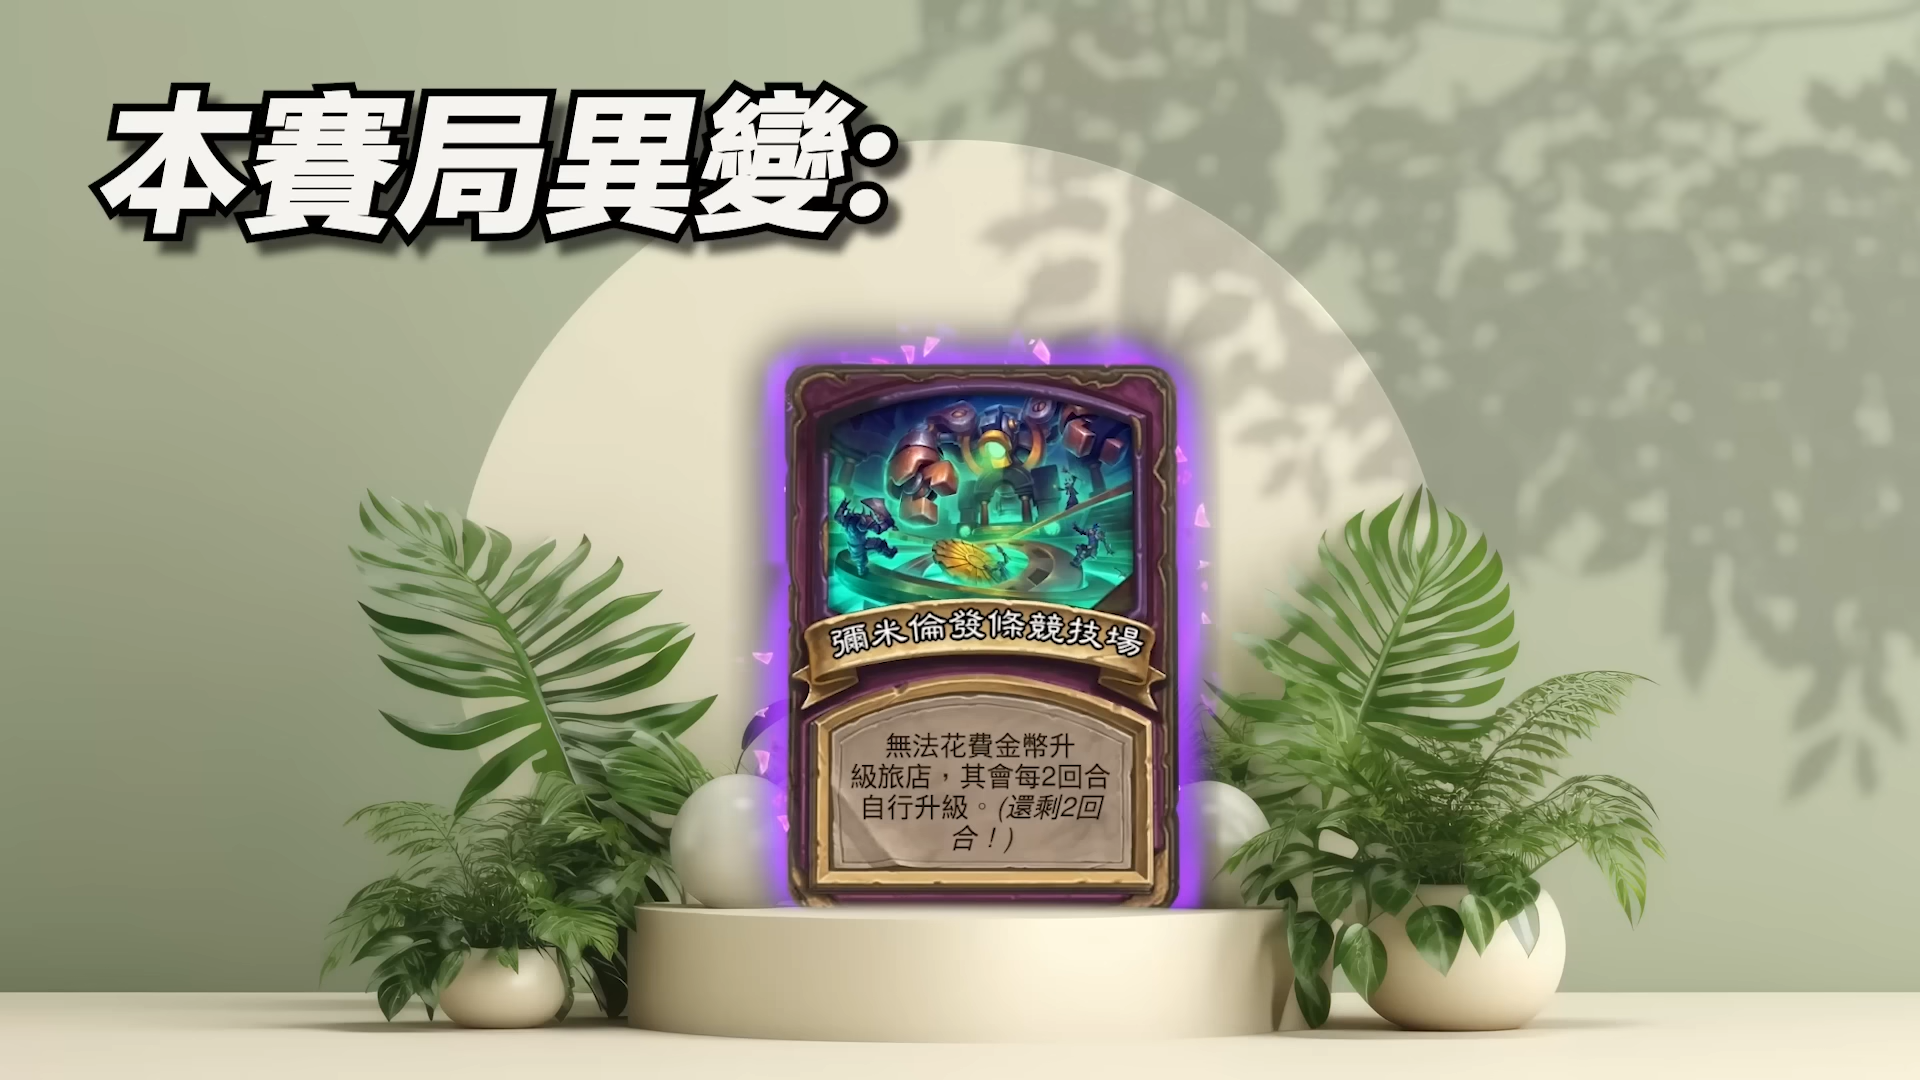 本賽局異變:
彌米倫發條競技場
無法花費金幣升
級旅店，其會每2回合
自行升級。(還剩2回
合！)